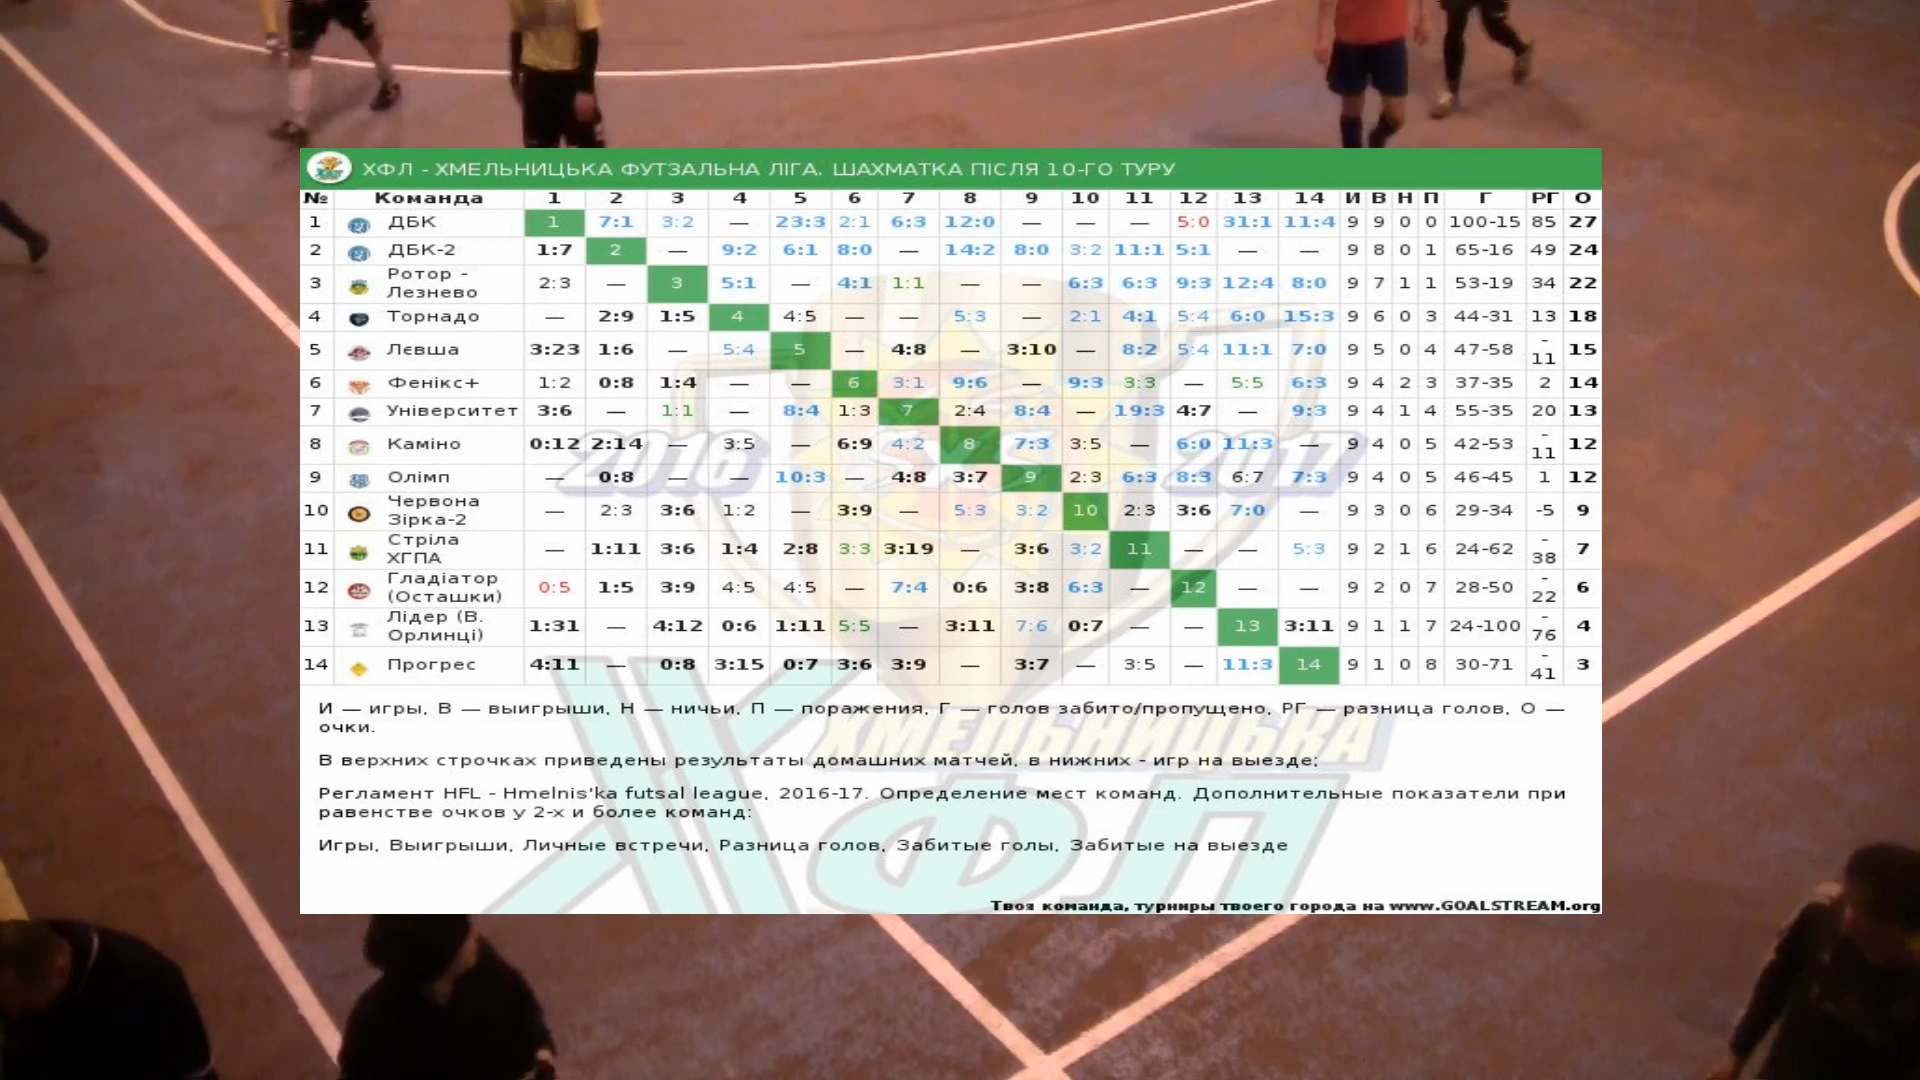 ХФЛ - ХМЕЛЬНИЦЬКА ФУТЗАЛЬНА ЛІГА. ШАХМАТКА ПІСЛЯ 10-ГО ТУРУ
№ Команда 1 2 3 4 5 6 7 8 9 10 11 12 13 14 И В Н П Г РГ О
1 ДБК 1 7:1 3:2 — 23:3 2:1 6:3 12:0 — — — 5:0 31:1 11:4 9 9 0 0 100-15 85 27
2 ДБК-2 1:7 2 — 9:2 6:1 8:0 — 14:2 8:0 3:2 11:1 5:1 — — 9 8 0 1 65-16 49 24
3 Ротор - Лезнево 2:3 — 3 5:1 — 4:1 1:1 — — 6:3 6:3 9:3 12:4 8:0 9 7 1 1 53-19 34 22
4 Торнадо — 2:9 1:5 4 4:5 — — 5:3 — 2:1 4:1 5:4 6:0 15:3 9 6 0 3 44-31 13 18
5 Лєвша 3:23 1:6 — 5:4 5 — 4:8 — 3:10 — 8:2 5:4 11:1 7:0 9 5 0 4 47-58 -11 15
6 Фенікс+ 1:2 0:8 1:4 — — 6 3:1 9:6 — 9:3 3:3 — 5:5 6:3 9 4 2 3 37-35 2 14
7 Університет 3:6 — 1:1 — 8:4 1:3 7 2:4 8:4 — 19:3 4:7 — 9:3 9 4 1 4 55-35 20 13
8 Каміно 0:12 2:14 — 3:5 — 6:9 4:2 8 7:3 3:5 — 6:0 11:3 — 9 4 0 5 42-53 -11 12
9 Олімп — 0:8 — — 10:3 — 4:8 3:7 9 2:3 6:3 8:3 6:7 7:3 9 4 0 5 46-45 1 12
10 Червона Зірка-2 — 2:3 3:6 1:2 — 3:9 — 5:3 3:2 10 2:3 3:6 7:0 — 9 3 0 6 29-34 -5 9
11 Стріла ХГПА — 1:11 3:6 1:4 2:8 3:3 3:19 — 3:6 3:2 11 — — 5:3 9 2 1 6 24-62 -38 7
12 Гладіатор (Осташки) 0:5 1:5 3:9 4:5 4:5 — 7:4 0:6 3:8 6:3 — 12 — — 9 2 0 7 28-50 -22 6
13 Лідер (В. Орлинці) 1:31 — 4:12 0:6 1:11 5:5 — 3:11 7:6 0:7 — — 13 3:11 9 1 1 7 24-100 -76 4
14 Прогрес 4:11 — 0:8 3:15 0:7 3:6 3:9 — 3:7 — 3:5 — 11:3 14 9 1 0 8 30-71 -41 3
2016 2017
ХМЕЛЬНИЦЬКА
ХФЛ
И — игры, В — выигрыши, Н — ничьи, П — поражения, Г — голов забито/пропущено, РГ — разница голов, О —
очки.
В верхних строчках приведены результаты домашних матчей, в нижних - игр на выезде;
Регламент HFL - Hmelnis'ka futsal league, 2016-17. Определение мест команд. Дополнительные показатели при
равенстве очков у 2-х и более команд:
Игры, Выигрыши, Личные встречи, Разница голов, Забитые голы, Забитые на выезде
Твоя команда, турниры твоего города на www.GOALSTREAM.org